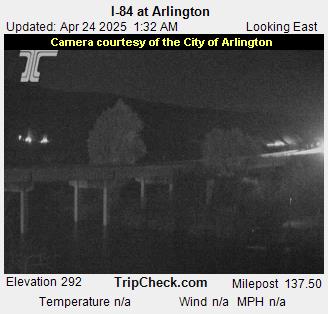 I-84 at Arlington
Updated: Apr 24 2025 1:32 AM Looking East
Camera courtesy of the City of Arlington
Elevation 292 TripCheck.com Milepost 137.50
Temperature n/a Wind n/a MPH n/a